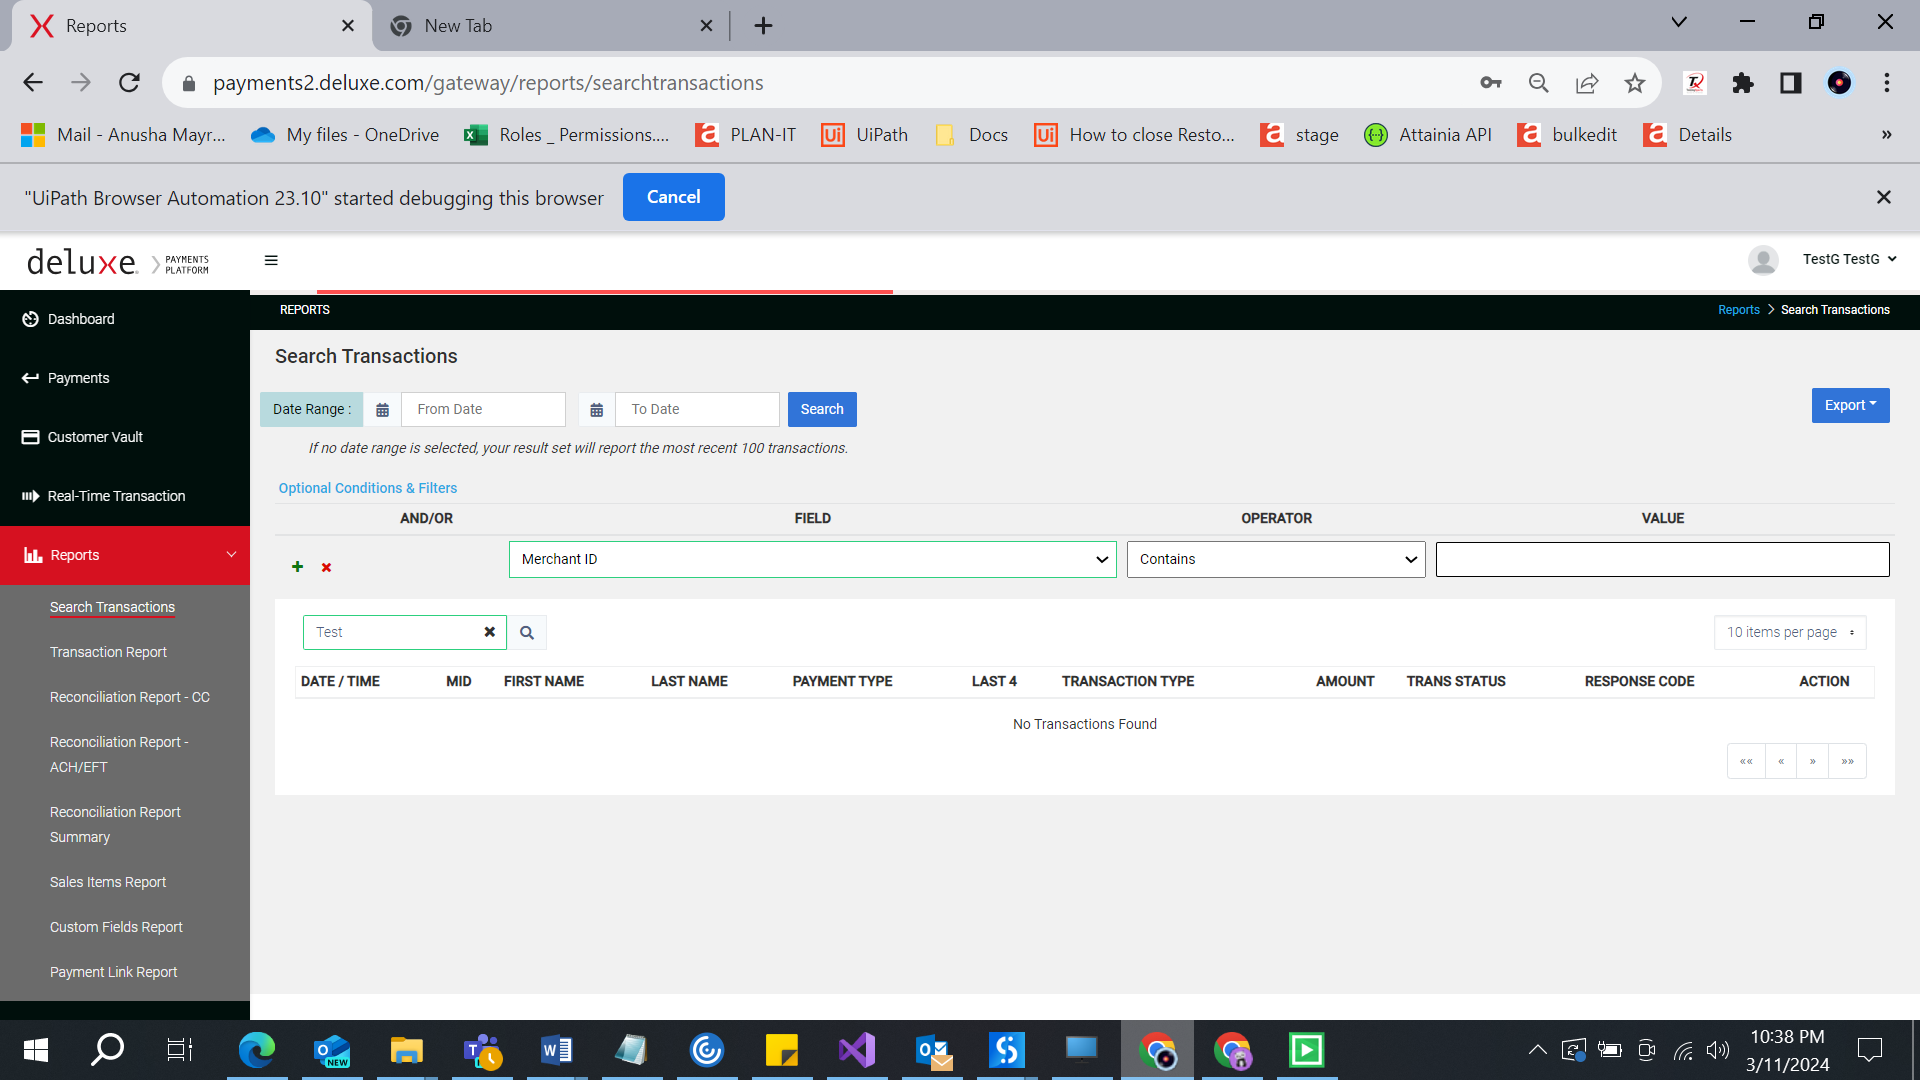 Reports
New Tab
payments2.deluxe.com/gateway/reports/searchtransactions
Mail - Anusha Mayr...
My files - OneDrive
Roles _ Permissions....
PLAN-IT
UiPath
Docs
How to close Resto...
stage
Attainia API
bulkedit
Details
»
"UiPath Browser Automation 23.10" started debugging this browser
Cancel
deluxe.
PAYMENTS
PLATFORM
TestG TestG
Dashboard
Payments
Customer Vault
Real-Time Transaction
Reports
Search Transactions
Transaction Report
Reconciliation Report - CC
Reconciliation Report -
ACH/EFT
Reconciliation Report
Summary
Sales Items Report
Custom Fields Report
Payment Link Report
REPORTS
Reports > Search Transactions
Search Transactions
Date Range :
From Date
To Date
Search
Export
If no date range is selected, your result set will report the most recent 100 transactions.
Optional Conditions & Filters
AND/OR FIELD OPERATOR VALUE
Merchant ID
Contains
Test
10 items per page
DATE / TIME MID FIRST NAME LAST NAME PAYMENT TYPE LAST 4 TRANSACTION TYPE AMOUNT TRANS STATUS RESPONSE CODE ACTION
No Transactions Found
«« « » »»
NEW
10:38 PM
3/11/2024